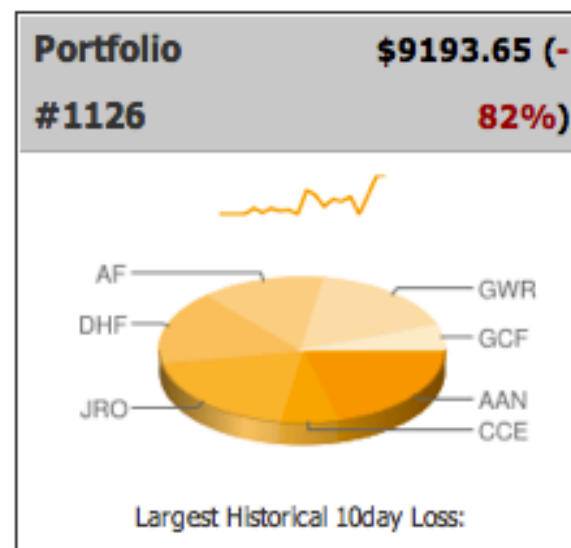 Portfolio $9193.65 (-
#1126 82%)
AF
GWR
DHF
GCF
JRO
AAN
CCE
Largest Historical 10day Loss: